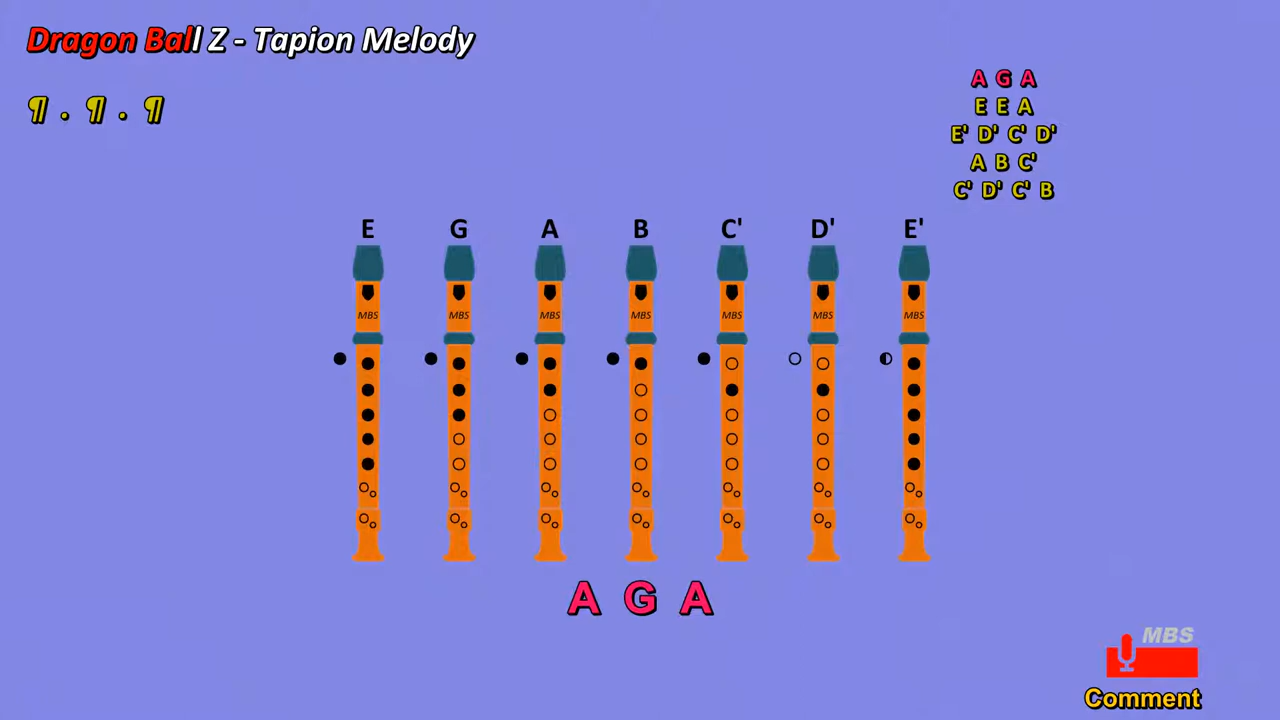 Dragon Ball Z - Tapion Melody
¶ . ¶ . ¶
A G A
E E A
E' D' C' D'
A B C'
C' D' C' B
E G A B C' D' E'
MBS MBS MBS MBS MBS MBS MBS
A G A
MBS
Comment